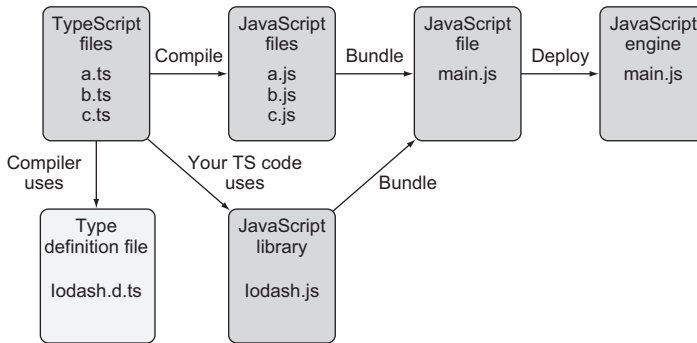 TypeScript
files
a.ts
b.ts
c.ts
Compile
JavaScript
files
a.js
b.js
c.js
Bundle
JavaScript
file
main.js
Deploy
JavaScript
engine
main.js
Compiler
uses
Your TS code
uses
Bundle
Type
definition file
lodash.d.ts
JavaScript
library
lodash.js